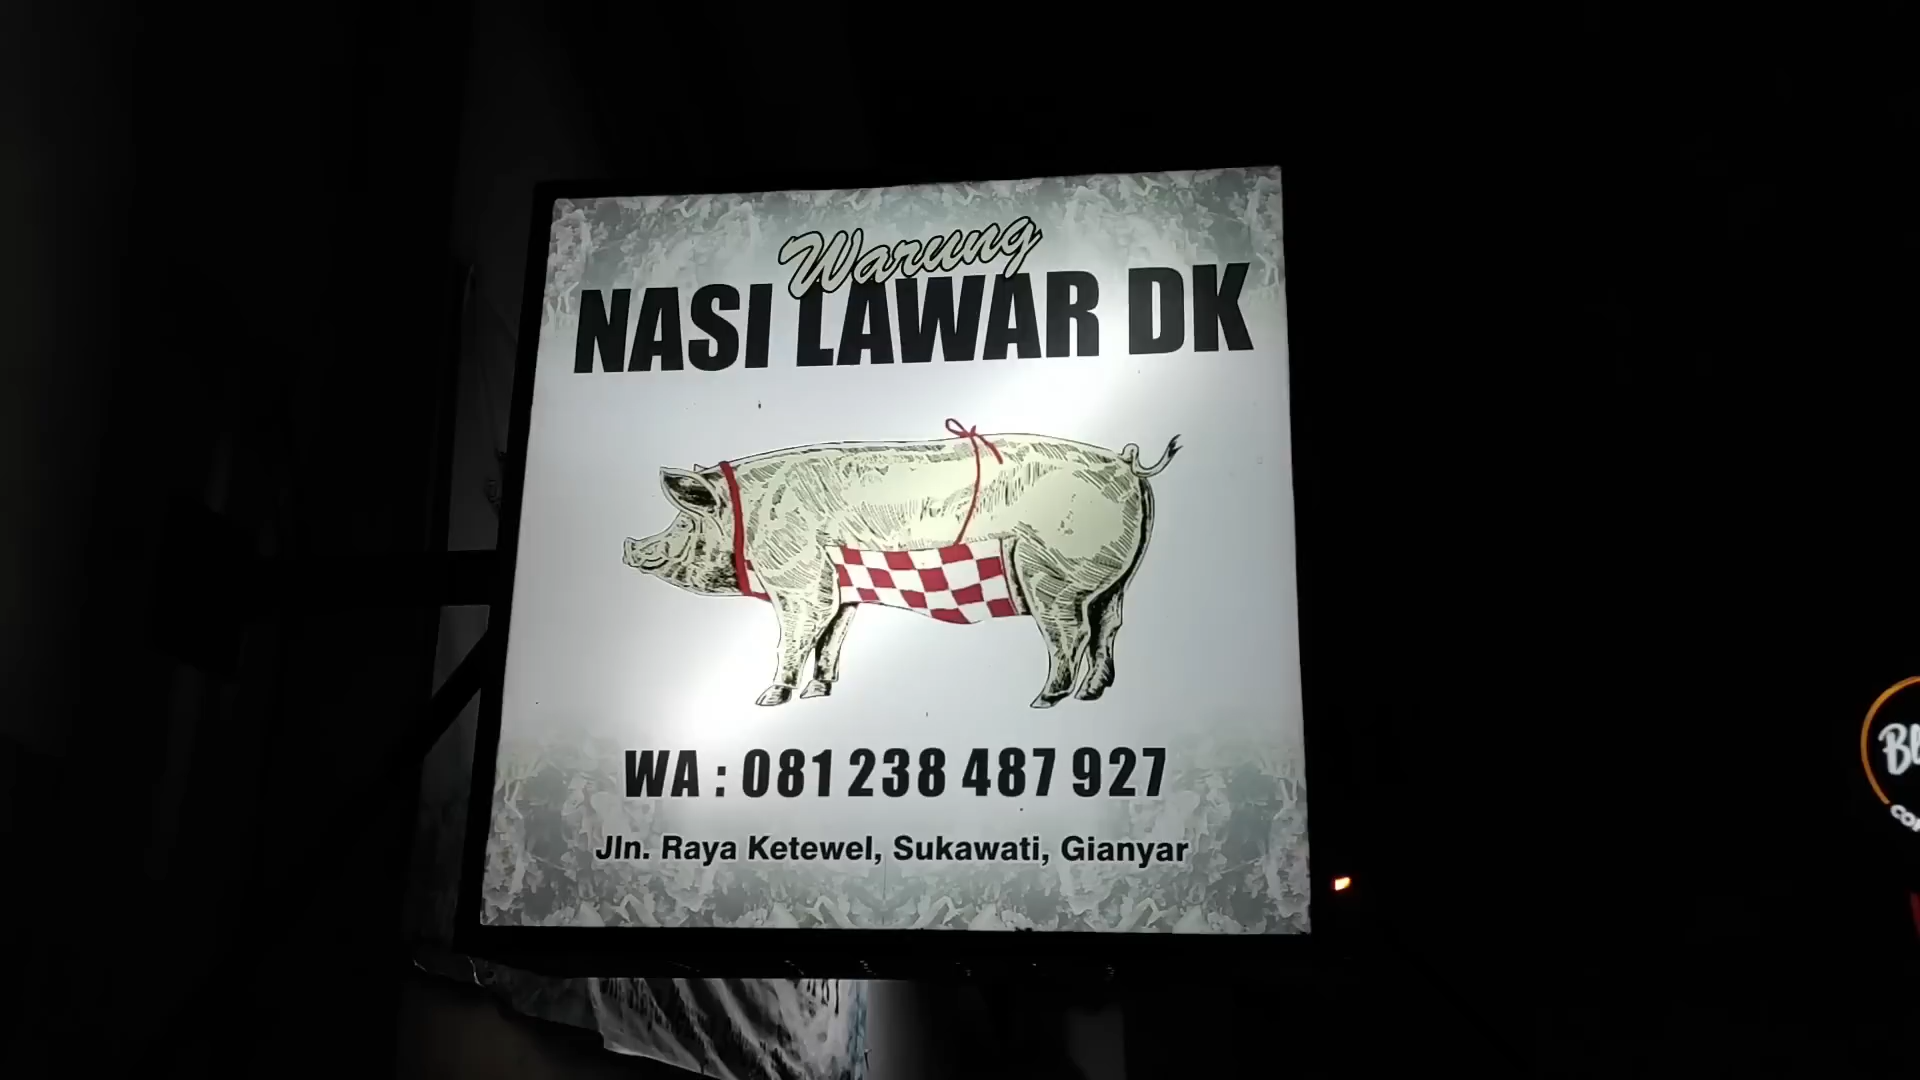 Warung
NASI LAWAR DK
WA : 081 238 487 927
Jln. Raya Ketewel, Sukawati, Gianyar